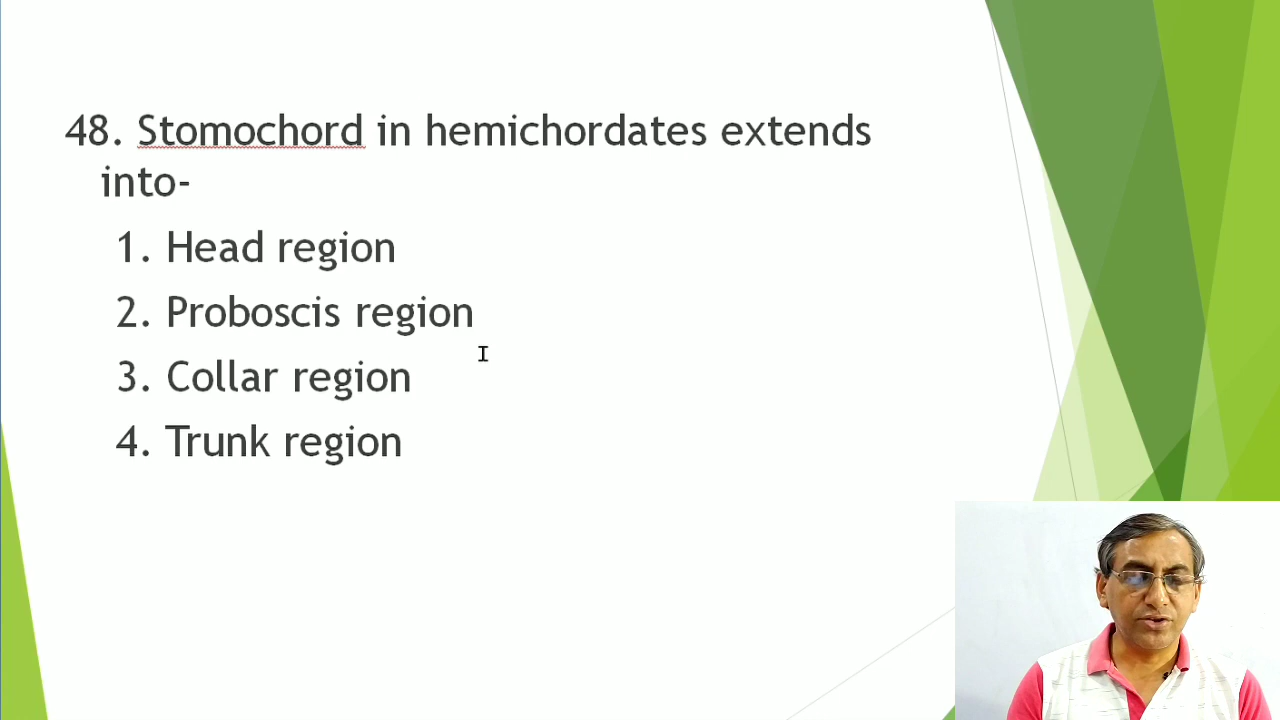 48. Stomochord in hemichordates extends
into-
1. Head region
2. Proboscis region
3. Collar region
4. Trunk region